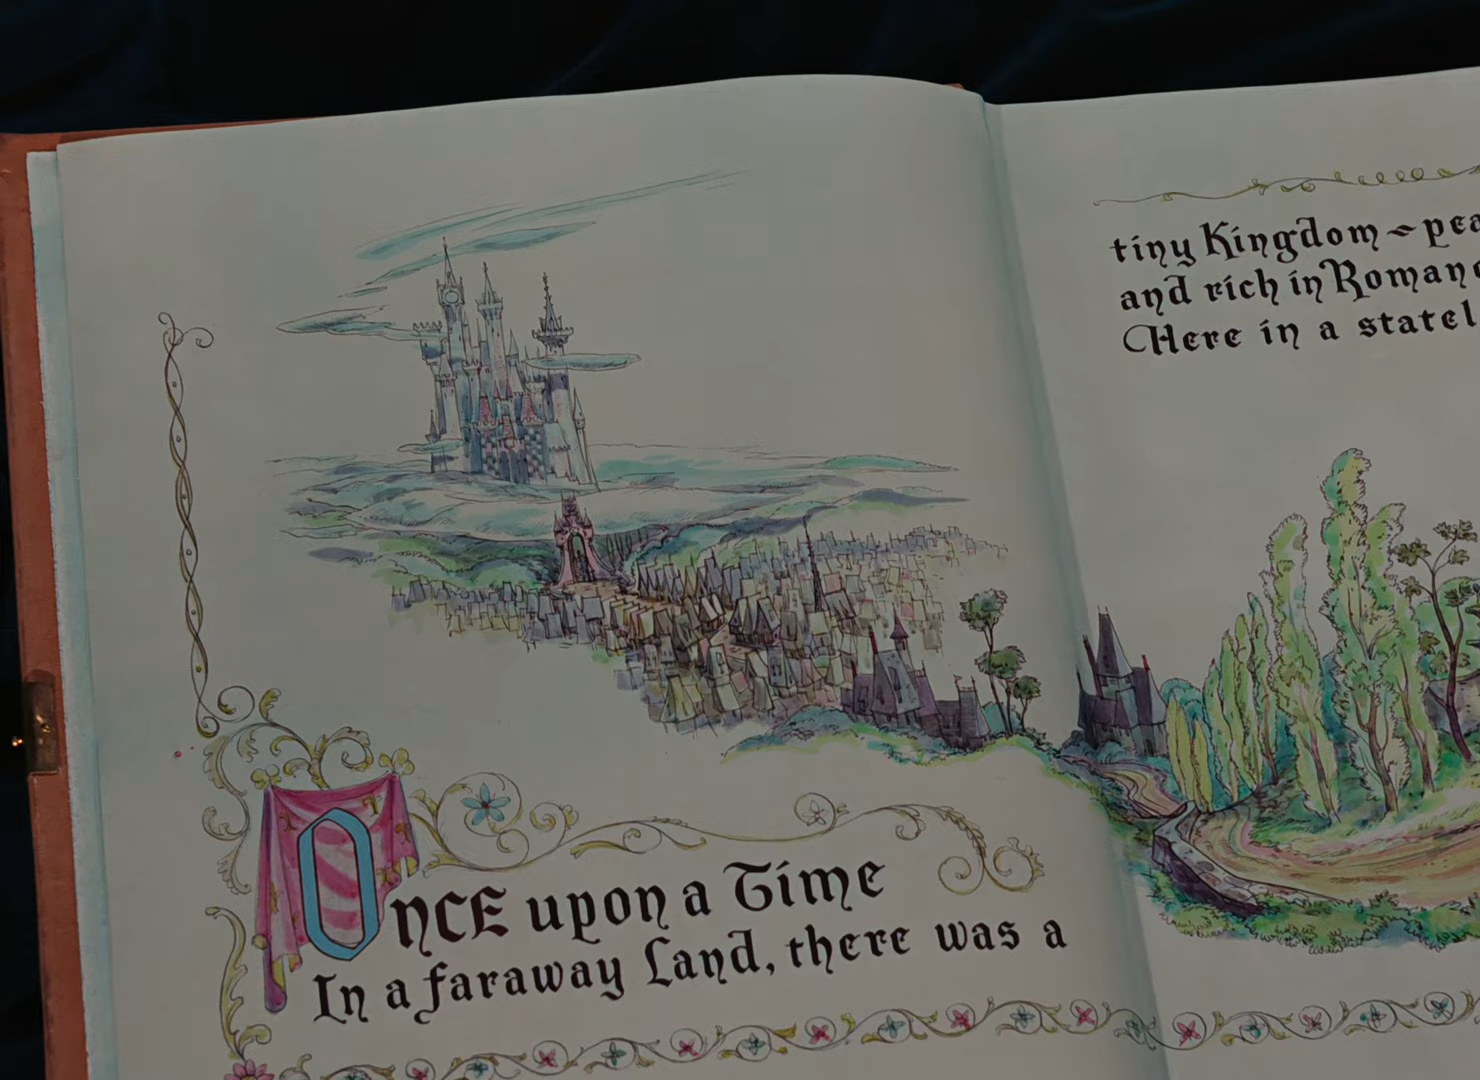 Once upon a Time
In a faraway Land, there was a
tiny Kingdom ~
and rich in
Here in a